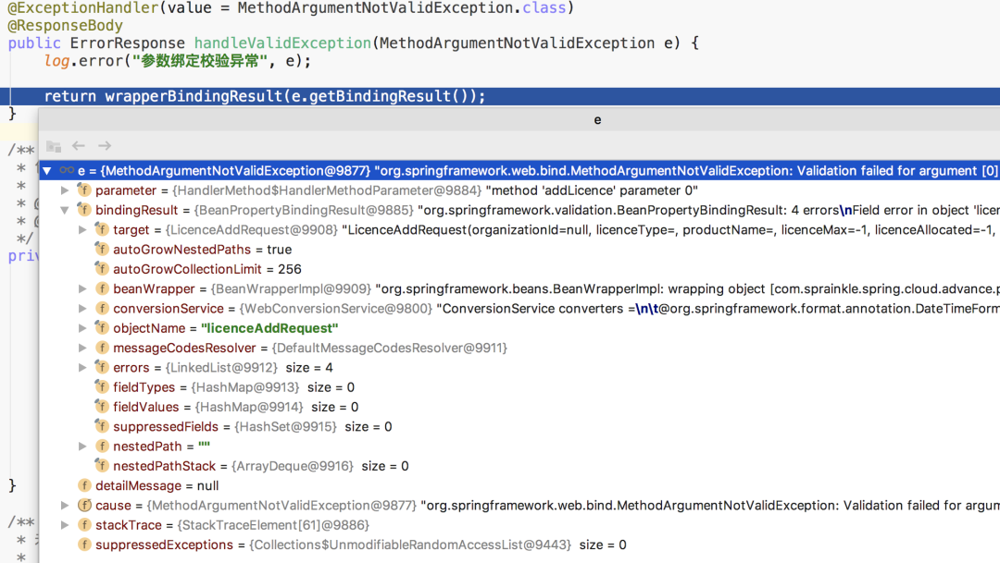 @ExceptionHandler(value = MethodArgumentNotValidException.class)
@ResponseBody
public ErrorResponse handleValidException(MethodArgumentNotValidException e) {
log.error("参数绑定校验异常", e);
return wrapperBindingResult(e.getBindingResult());
}
e
/**
*
e = {MethodArgumentNotValidException@9877} "org.springframework.web.bind.MethodArgumentNotValidException: Validation failed for argument [0]
*
parameter = {HandlerMethod$HandlerMethodParameter@9884} "method 'addLicence' parameter 0"
* @
bindingResult = {BeanPropertyBindingResult@9885} "org.springframework.validation.BeanPropertyBindingResult: 4 errors\nField error in object 'licen
* @
target = {LicenceAddRequest@9908} "LicenceAddRequest(organizationId=null, licenceType=, productName=, licenceMax=-1, licenceAllocated=-1,
*/
autoGrowNestedPaths = true
priv
autoGrowCollectionLimit = 256
beanWrapper = {BeanWrapperImpl@9909} "org.springframework.beans.BeanWrapperImpl: wrapping object [com.sprainkle.spring.cloud.advance.p
conversionService = {WebConversionService@9800} "ConversionService converters =\n\t@org.springframework.format.annotation.DateTimeForm
objectName = "licenceAddRequest"
messageCodesResolver = {DefaultMessageCodesResolver@9911}
errors = {LinkedList@9912} size = 4
fieldTypes = {HashMap@9913} size = 0
fieldValues = {HashMap@9914} size = 0
suppressedFields = {HashSet@9915} size = 0
nestedPath = ""
nestedPathStack = {ArrayDeque@9916} size = 0
}
detailMessage = null
cause = {MethodArgumentNotValidException@9877} "org.springframework.web.bind.MethodArgumentNotValidException: Validation failed for argum
/**
stackTrace = {StackTraceElement[61]@9886}
*
suppressedExceptions = {Collections$UnmodifiableRandomAccessList@9443} size = 0
*